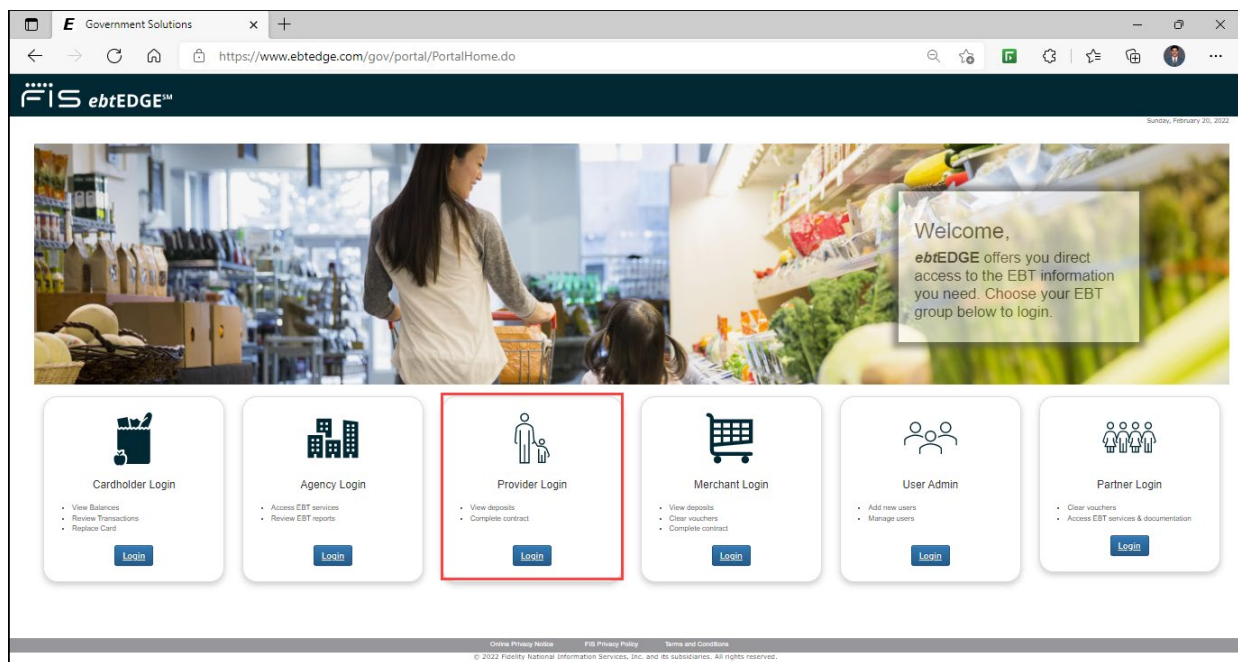 E Government Solutions
https://www.ebtedge.com/gov/portal/PortalHome.do
FIS ebtEDGE℠
Sunday, February 20, 2022
Welcome,
ebtEDGE offers you direct
access to the EBT information
you need. Choose your EBT
group below to login.
Cardholder Login
• View Balances
• Review Transactions
• Replace Card
Login
Agency Login
• Access EBT services
• Review EBT reports
Login
Provider Login
• View deposits
• Complete contract
Login
Merchant Login
• View deposits
• Clear vouchers
• Complete contract
Login
User Admin
• Add new users
• Manage users
Login
Partner Login
• Clear vouchers
• Access EBT services & documentation
Login
Online Privacy Notice FIS Privacy Policy Terms and Conditions
© 2022 Fidelity National Information Services, Inc. and its subsidiaries. All rights reserved.